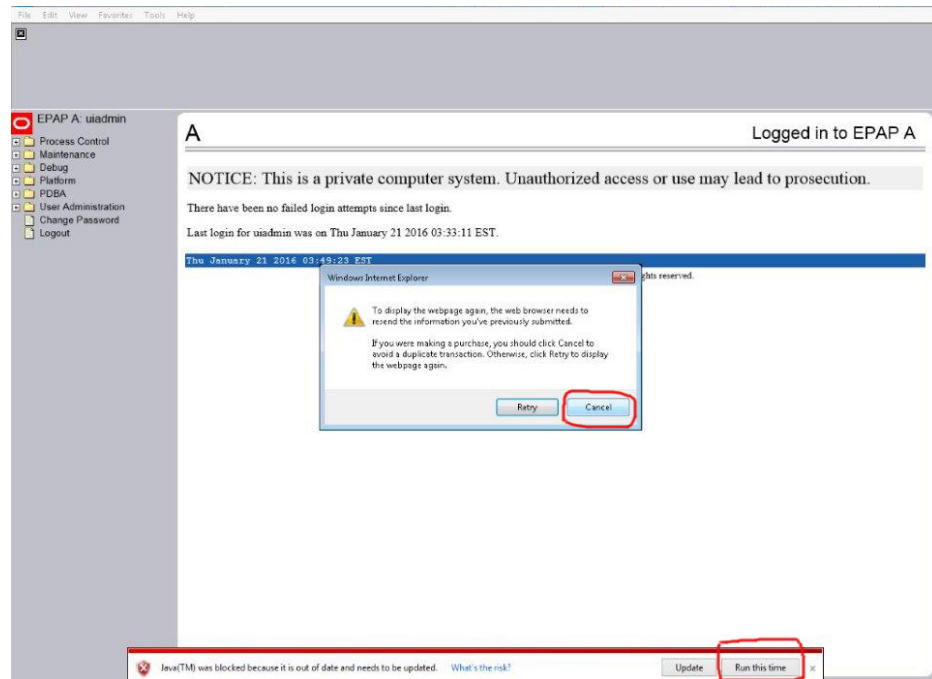 File Edit View Favorites Tools Help
EPAP A: uiadmin
Process Control
Maintenance
Debug
Platform
PDBA
User Administration
Change Password
Logout
A
Logged in to EPAP A
NOTICE: This is a private computer system. Unauthorized access or use may lead to prosecution.
There have been no failed login attempts since last login.
Last login for uiadmin was on Thu January 21 2016 03:33:11 EST.
Thu January 21 2016 03:49:23 EST
rights reserved.
Windows Internet Explorer
To display the webpage again, the web browser needs to
resend the information you've previously submitted.
If you were making a purchase, you should click Cancel to
avoid a duplicate transaction. Otherwise, click Retry to display
the webpage again.
Retry
Cancel
Java(TM) was blocked because it is out of date and needs to be updated. What's the risk?
Update
Run this time